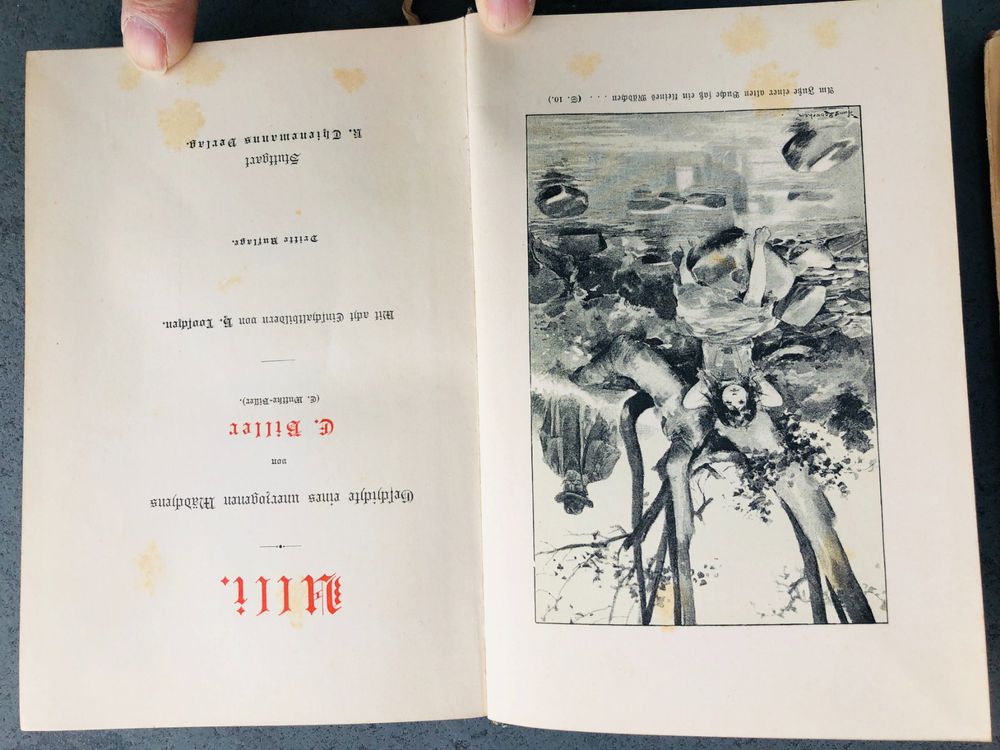 Am Fuße einer alten Buche saß ein kleines Mädchen . . . . (S. 10.)
Ulli.
Geschichte eines unerzogenen Mädchens
von
E. Biller
(E. Wuttke-Biller).
Mit acht Einschaltbildern von H. Looschen.
Dritte Auflage.
Stuttgart
K. Thienemanns Verlag.